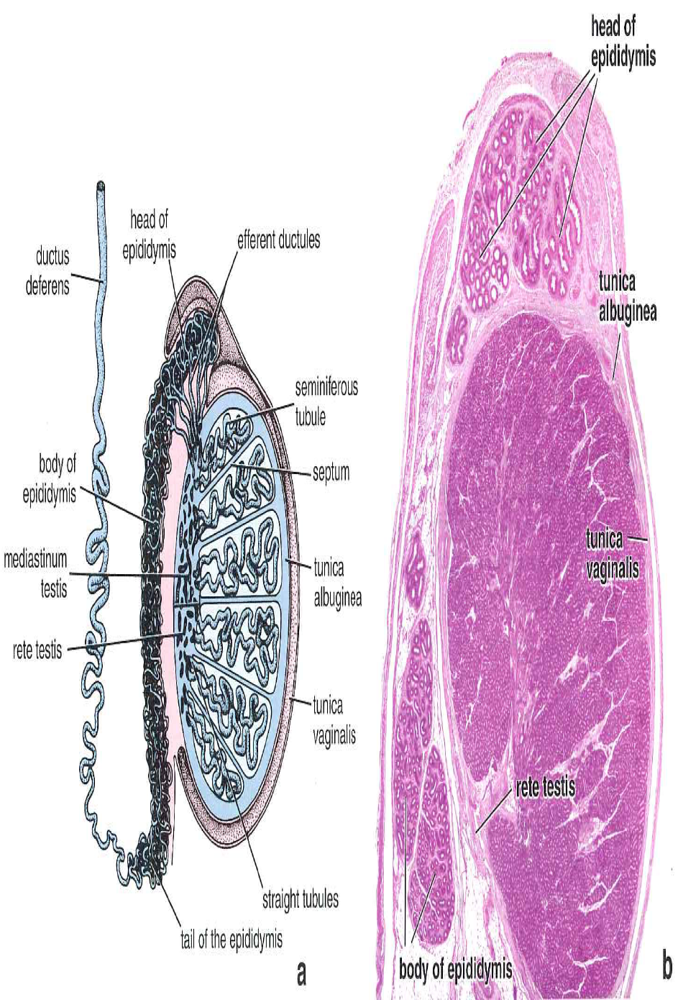 head of
epididymis
head of
epididymis
efferent ductules
ductus
deferens
tunica
albuginea
seminiferous
tubule
septum
body of
epididymis
tunica
vaginalis
mediastinum
testis
tunica
albuginea
rete testis
tunica
vaginalis
rete testis
straight tubules
tail of the epididymis
body of epididymis
a
b